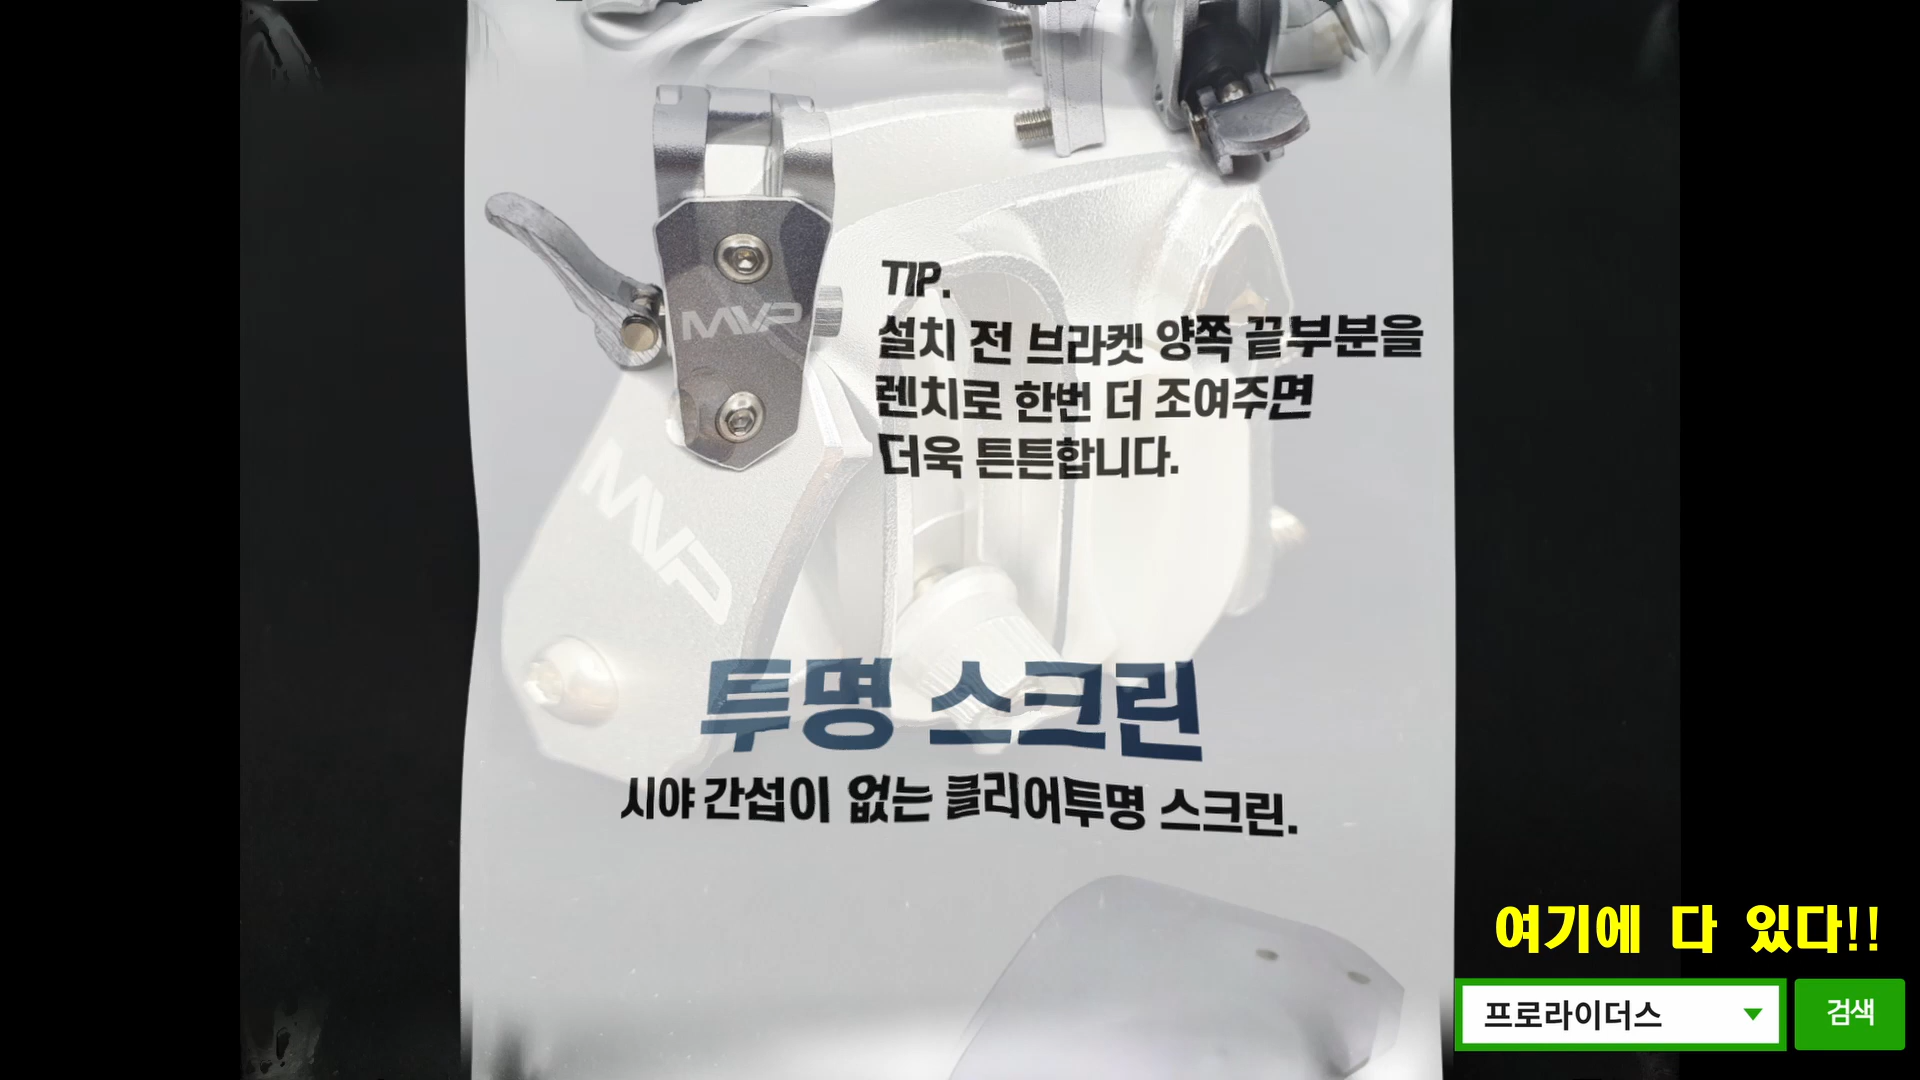 MVP
TIP.
설치 전 브라켓 양쪽 끝부분을
렌치로 한번 더 조여주면
더욱 튼튼합니다.
MVP
투명 스크린
시야 간섭이 없는 클리어투명 스크린.
여기에 다 있다!!
프로라이더스
검색